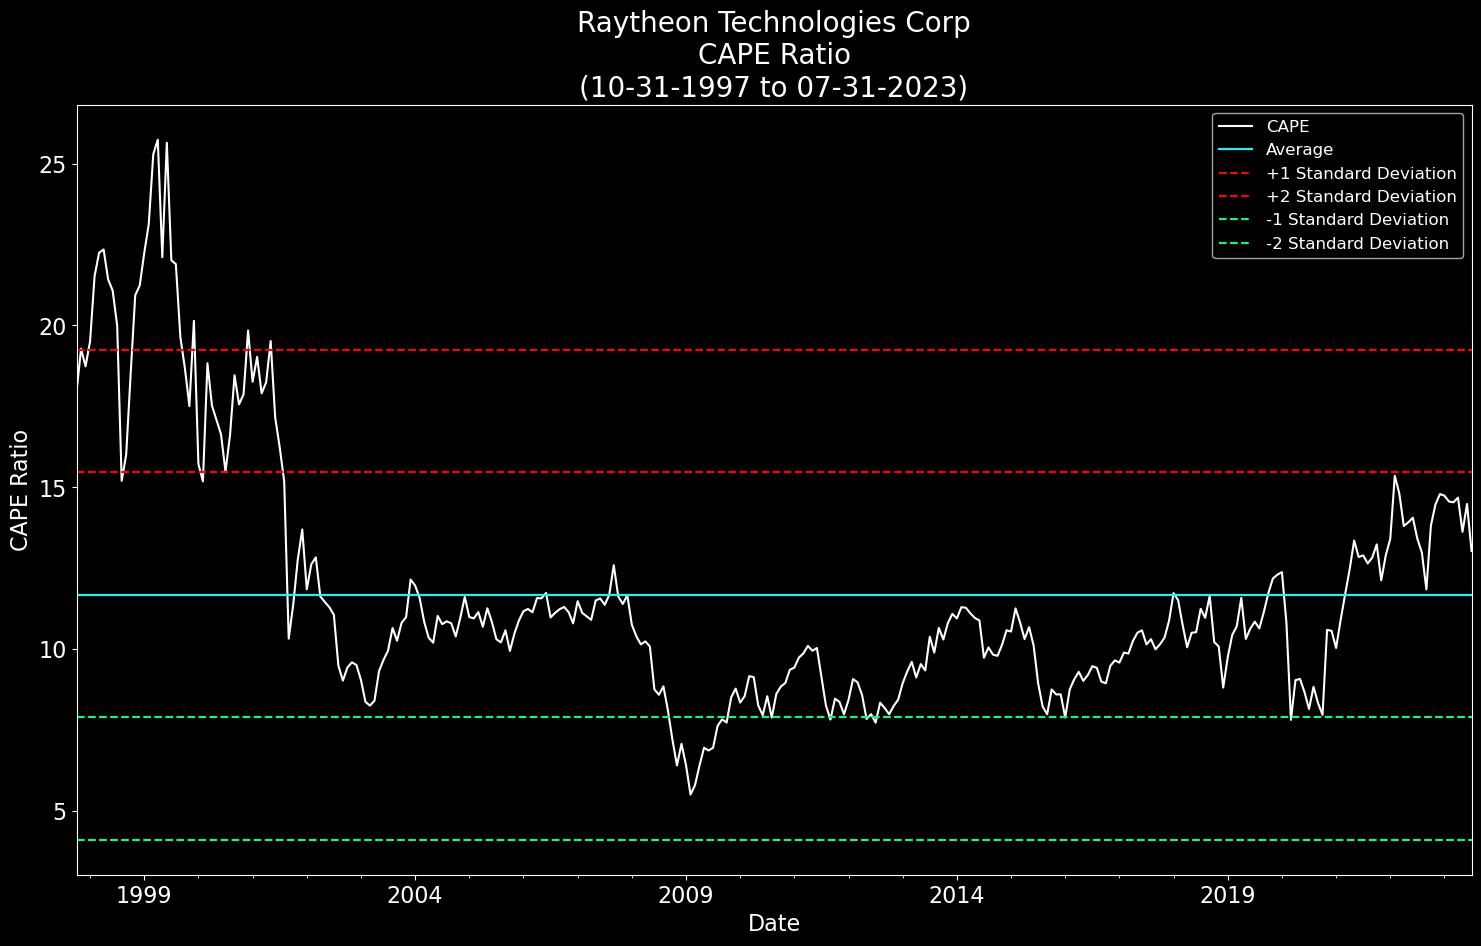 Raytheon Technologies Corp
CAPE Ratio
(10-31-1997 to 07-31-2023)
CAPE
Average
+1 Standard Deviation
+2 Standard Deviation
-1 Standard Deviation
-2 Standard Deviation
25
20
15
10
5
CAPE Ratio
1999 2004 2009 2014 2019
Date